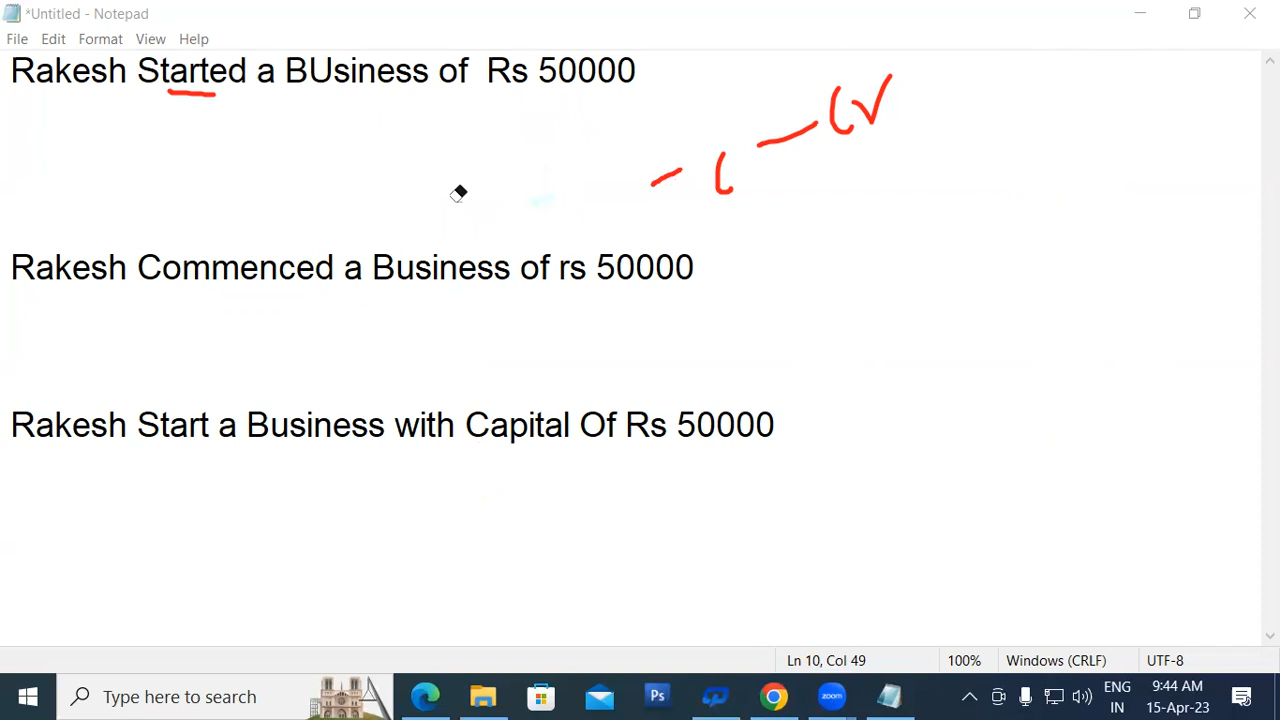 *Untitled - Notepad
File Edit Format View Help
Rakesh Started a BUsiness of Rs 50000
Rakesh Commenced a Business of rs 50000
Rakesh Start a Business with Capital Of Rs 50000
Ln 10, Col 49 100% Windows (CRLF) UTF-8
Type here to search
Ps
zoom
ENG
IN
9:44 AM
15-Apr-23